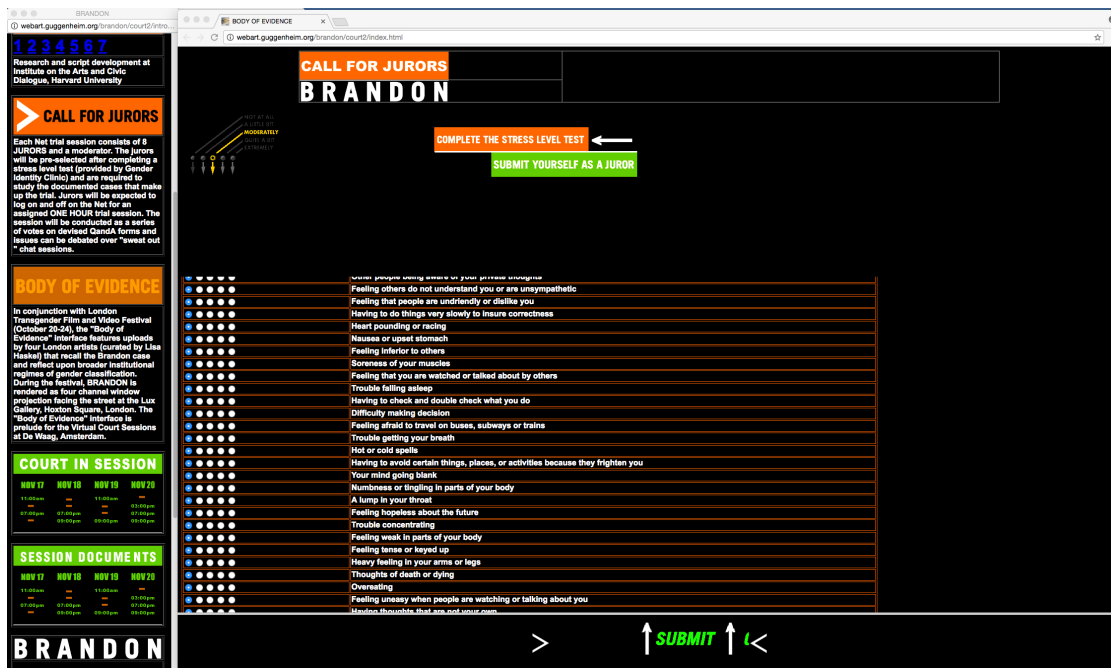 BRANDON
webart.guggenheim.org/brandon/court2/intro...
1 2 3 4 5 6 7
Research and script development at
Institute on the Arts and Civic
Dialogue, Harvard University
CALL FOR JURORS
Each Net trial session consists of 8
JURORS and a moderator. The jurors
will be pre-selected after completing a
stress level test (provided by Gender
Identity Clinic) and are required to
study the documented cases that make
up the trial. Jurors will be expected to
log on and off on the Net for an
assigned ONE HOUR trial session. The
session will be conducted as a series
of votes on devised QandA forms and
issues can be debated over "sweat out
" chat sessions.
BODY OF EVIDENCE
In conjunction with London
Transgender Film and Video Festival
(October 20-24), the "Body of
Evidence" interface features uploads
by four London artists (curated by Lisa
Haskel) that recall the Brandon case
and reflect upon broader institutional
regimes of gender classification.
During the festival, BRANDON is
rendered as four channel window
projection facing the street at the Lux
Gallery, Hoxton Square, London. The
"Body of Evidence" interface is
prelude for the Virtual Court Sessions
at De Waag, Amsterdam.
COURT IN SESSION
NOV 17 NOV 18 NOV 19 NOV 20
11:00am 11:00am
03:00pm
07:00pm 07:00pm 07:00pm
09:00pm 09:00pm 09:00pm
SESSION DOCUMENTS
NOV 17 NOV 18 NOV 19 NOV 20
11:00am 11:00am
03:00pm
07:00pm 07:00pm 07:00pm
09:00pm 09:00pm 09:00pm
BRANDON
BODY OF EVIDENCE
webart.guggenheim.org/brandon/court2/index.html
CALL FOR JURORS
BRANDON
NOT AT ALL
A LITTLE BIT
MODERATELY
QUITE A BIT
EXTREMELY
COMPLETE THE STRESS LEVEL TEST
SUBMIT YOURSELF AS A JUROR
Other people being aware of your private thoughts
Feeling others do not understand you or are unsympathetic
Feeling that people are undriendly or dislike you
Having to do things very slowly to insure correctness
Heart pounding or racing
Nausea or upset stomach
Feeling inferior to others
Soreness of your muscles
Feeling that you are watched or talked about by others
Trouble falling asleep
Having to check and double check what you do
Difficulty making decision
Feeling afraid to travel on buses, subways or trains
Trouble getting your breath
Hot or cold spells
Having to avoid certain things, places, or activities because they frighten you
Your mind going blank
Numbness or tingling in parts of your body
A lump in your throat
Feeling hopeless about the future
Trouble concentrating
Feeling weak in parts of your body
Feeling tense or keyed up
Heavy feeling in your arms or legs
Thoughts of death or dying
Overeating
Feeling uneasy when people are watching or talking about you
Having thoughts that are not your own
> SUBMIT <